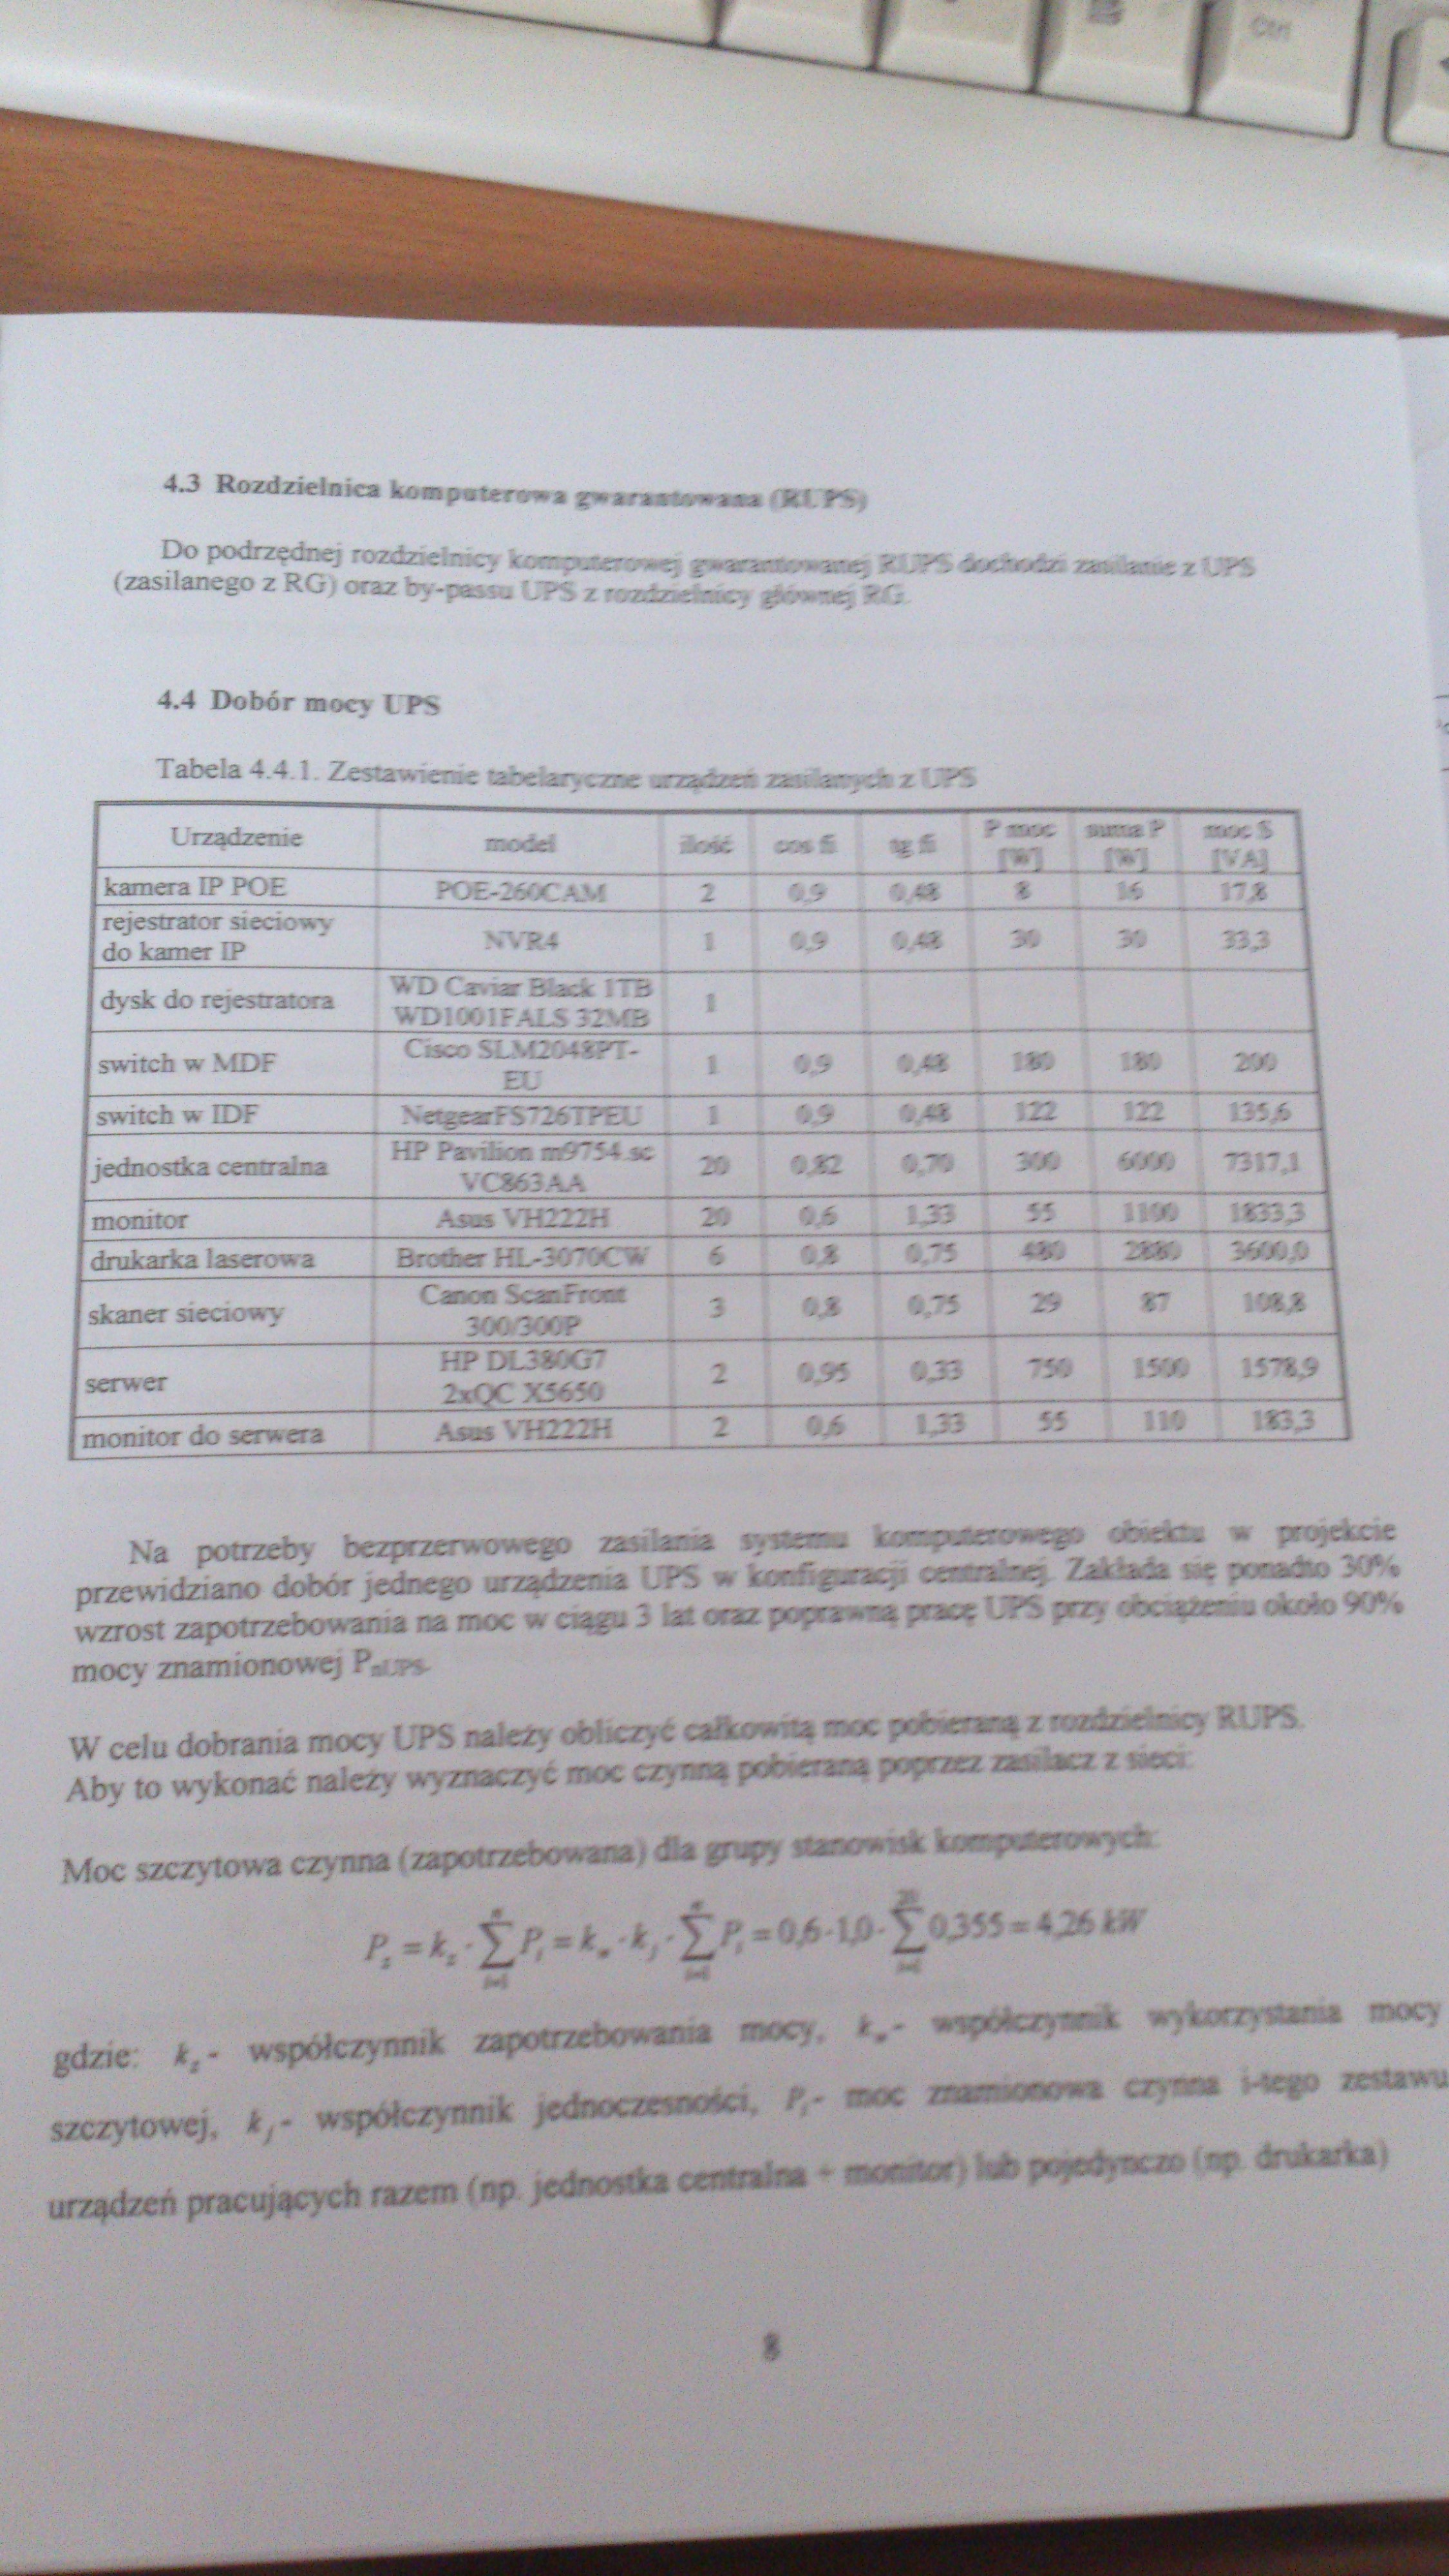 Ctrl
4.3 Rozdzielnica komputerowa gwarantowana (RUPS)
Do podrzędnej rozdzielnicy komputerowej gwarantowanej RUPS dochodzi zasilanie z UPS
(zasilanego z RG) oraz by-passu UPS z rozdzielnicy głównej RG.
4.4 Dobór mocy UPS
Tabela 4.4.1. Zestawienie tabelaryczne urządzeń zasilanych z UPS
Urządzenie model ilość cos fi tg fi P moc [W] suma P [W] moc S [VA]
kamera IP POE POE-260CAM 2 0,9 0,48 8 16 17,8
rejestrator sieciowy
do kamer IP NVR4 1 0,9 0,48 30 30 33,3
dysk do rejestratora WD Caviar Black 1TB 1
WD1001FALS 32MB
switch w MDF Cisco SLM2048PT- 1 0,9 0,48 180 180 200
EU
switch w IDF NetgearFS726TPEU 1 0,9 0,48 122 122 135,6
jednostka centralna HP Pavilion m9754.sc 20 0,82 0,70 300 6000 7317,1
VC863AA
monitor Asus VH222H 20 0,6 1,33 55 1100 1833,3
drukarka laserowa Brother HL-3070CW 6 0,8 0,75 480 2880 3600,0
skaner sieciowy Canon ScanFront 3 0,8 0,75 29 87 108,8
300/300P
serwer HP DL380G7 2 0,95 0,33 750 1500 1578,9
2xQC X5650
monitor do serwera Asus VH222H 2 0,6 1,33 55 110 183,3
Na potrzeby bezprzerwowego zasilania systemu komputerowego obiektu w projekcie
przewidziano dobór jednego urządzenia UPS w konfiguracji centralnej. Zakłada się ponadto 30%
wzrost zapotrzebowania na moc w ciągu 3 lat oraz poprawną pracę UPS przy obciążeniu około 90%
mocy znamionowej PnUPS.
W celu dobrania mocy UPS należy obliczyć całkowitą moc pobieraną z rozdzielnicy RUPS.
Aby to wykonać należy wyznaczyć moc czynną pobieraną poprzez zasilacz z sieci:
Moc szczytowa czynna (zapotrzebowana) dla grupy stanowisk komputerowych:
P_z = k_z · Σ P_i = k_w · k_j · Σ P_i = 0,6 · 1,0 · Σ 0,355 = 4,26 kW
gdzie: k_z - współczynnik zapotrzebowania mocy, k_w - współczynnik wykorzystania mocy
szczytowej, k_j - współczynnik jednoczesności, P_i - moc znamionowa czynna i-tego zestawu
urządzeń pracujących razem (np. jednostka centralna + monitor) lub pojedynczo (np. drukarka)
8